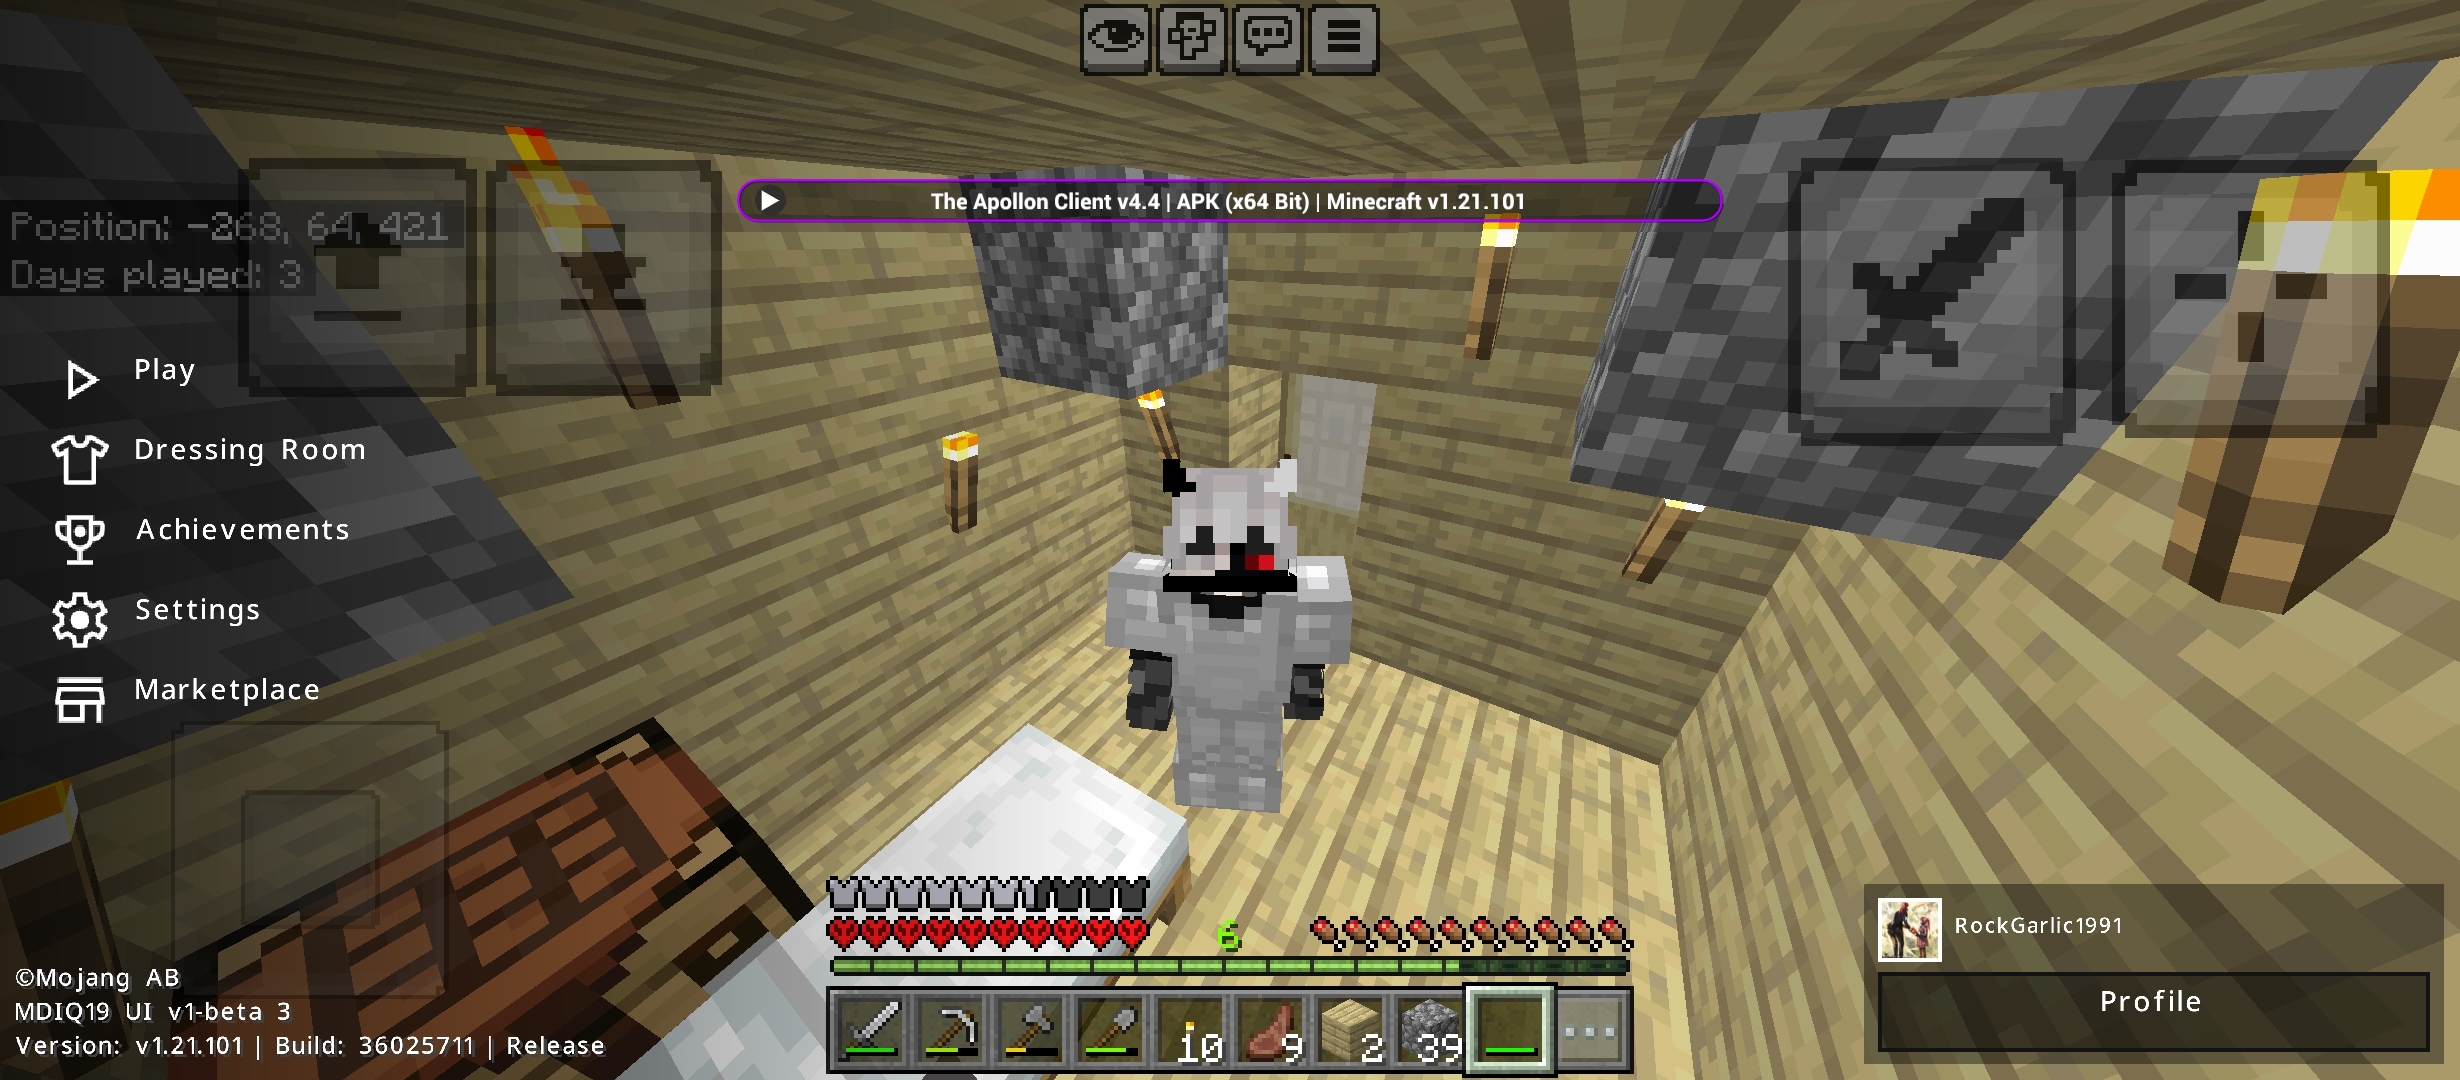 The Apollon Client v4.4 | APK (x64 Bit) | Minecraft v1.21.101
Position: -268, 64, 421
Days played: 3
Play
Dressing Room
Achievements
Settings
Marketplace
6
RockGarlic1991
Profile
©Mojang AB
MDIQ19 UI v1-beta 3
Version: v1.21.101 | Build: 36025711 | Release
10 9 2 39